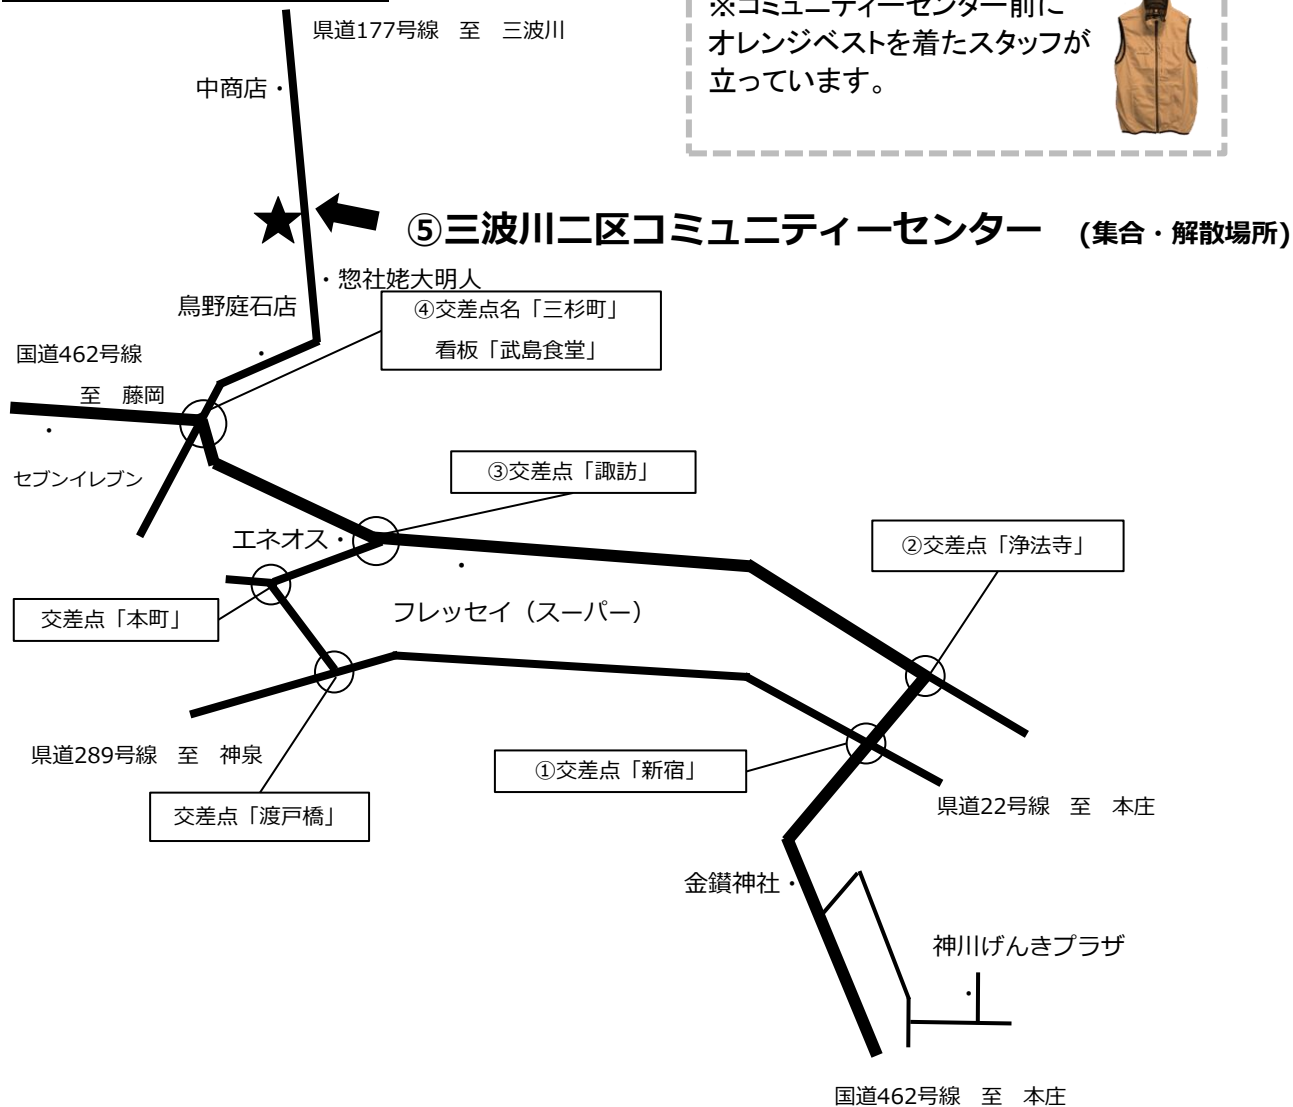 県道177号線　至　三波川
※コミュニティーセンター前に
オレンジベストを着たスタッフが
立っています。
中商店・
⑤三波川二区コミュニティーセンター　(集合・解散場所)
・惣社姥大明人
鳥野庭石店
・
④交差点名「三杉町」
看板「武島食堂」
国道462号線
至　藤岡
・
セブンイレブン
③交差点「諏訪」
エネオス・
②交差点「浄法寺」
・
フレッセイ（スーパー）
交差点「本町」
県道289号線　至　神泉
①交差点「新宿」
交差点「渡戸橋」
県道22号線　至　本庄
金鑚神社・
神川げんきプラザ
・
国道462号線　至　本庄